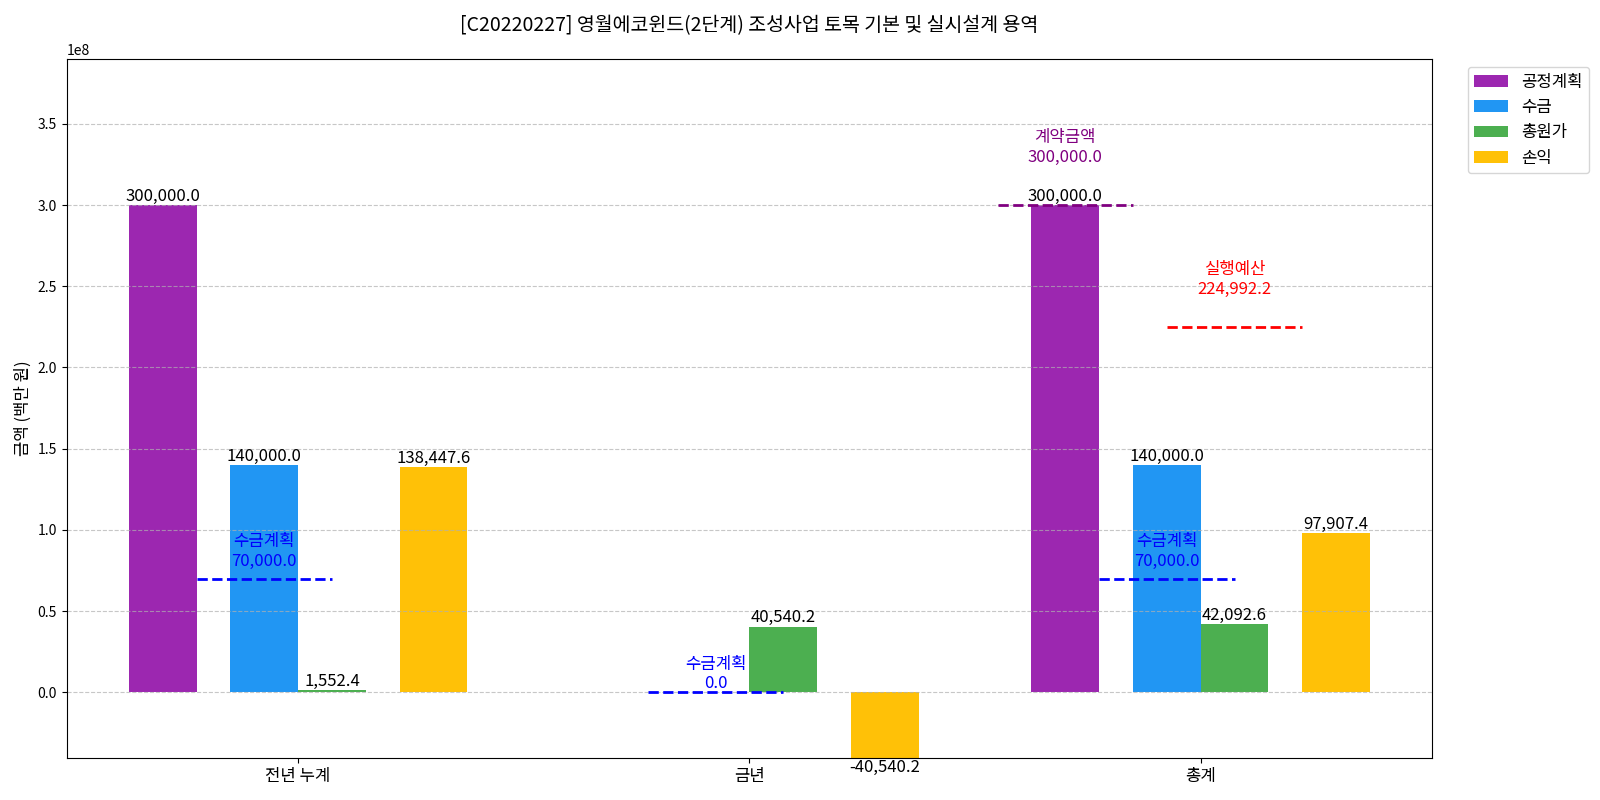 [C20220227] 영월에코윈드(2단계) 조성사업 토목 기본 및 실시설계 용역
1e8
공정계획
수금
총원가
손익
3.5
3.0
2.5
2.0
1.5
1.0
0.5
0.0
금액 (백만 원)
계약금액
300,000.0
300,000.0
300,000.0
실행예산
224,992.2
140,000.0
138,447.6
140,000.0
97,907.4
수금계획
70,000.0
수금계획
70,000.0
1,552.4
40,540.2
42,092.6
수금계획
0.0
-40,540.2
전년 누계
금년
총계